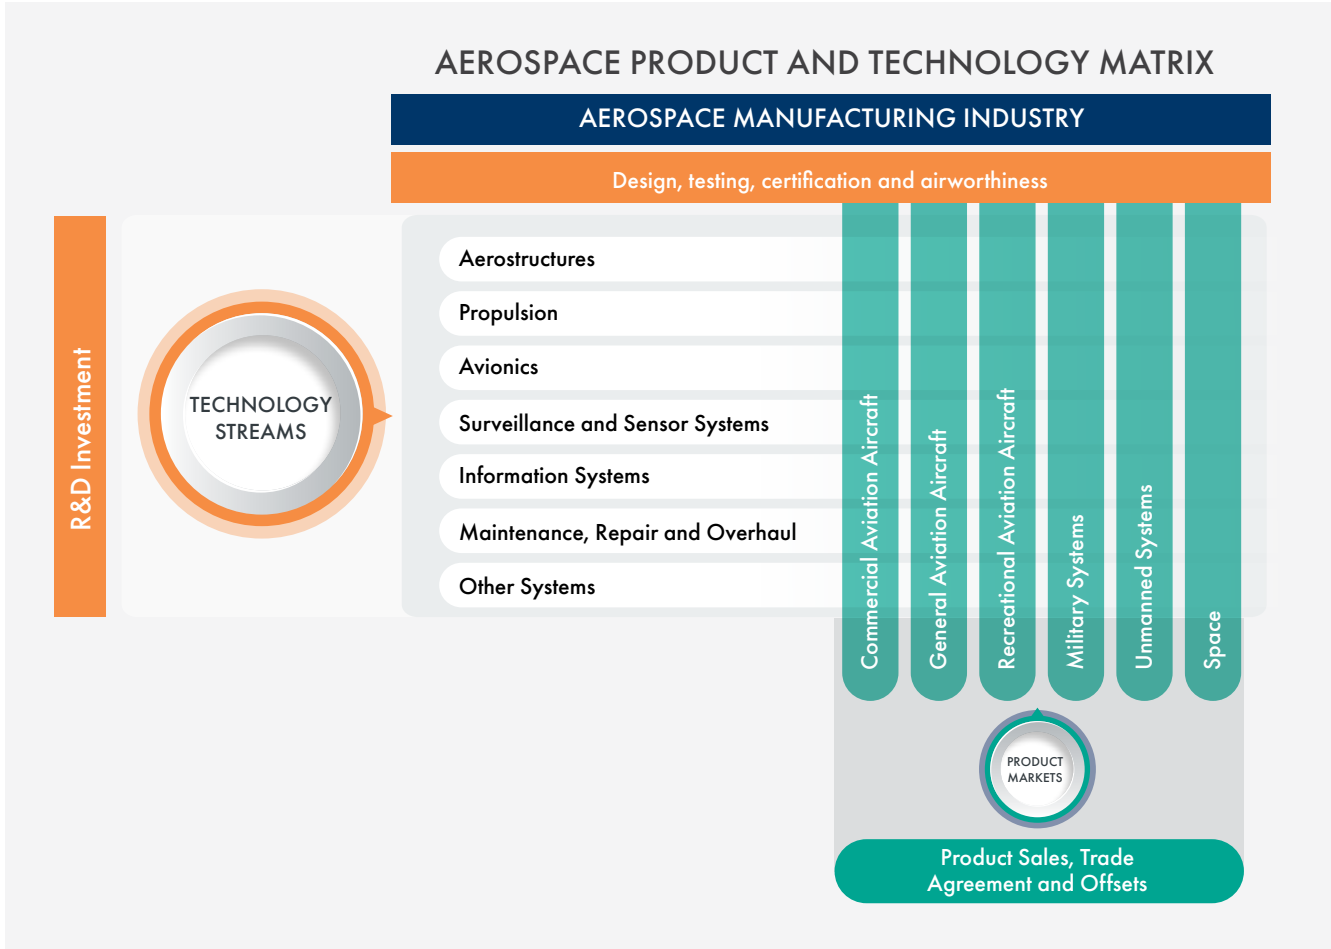 AEROSPACE PRODUCT AND TECHNOLOGY MATRIX
AEROSPACE MANUFACTURING INDUSTRY
Design, testing, certification and airworthiness
R&D Investment
TECHNOLOGY
STREAMS
Aerostructures
Propulsion
Avionics
Surveillance and Sensor Systems
Information Systems
Maintenance, Repair and Overhaul
Other Systems
Commercial Aviation Aircraft
General Aviation Aircraft
Recreational Aviation Aircraft
Military Systems
Unmanned Systems
Space
PRODUCT
MARKETS
Product Sales, Trade
Agreement and Offsets